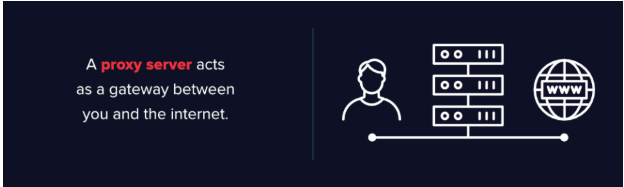 A proxy server acts
as a gateway between
you and the internet.
WWW